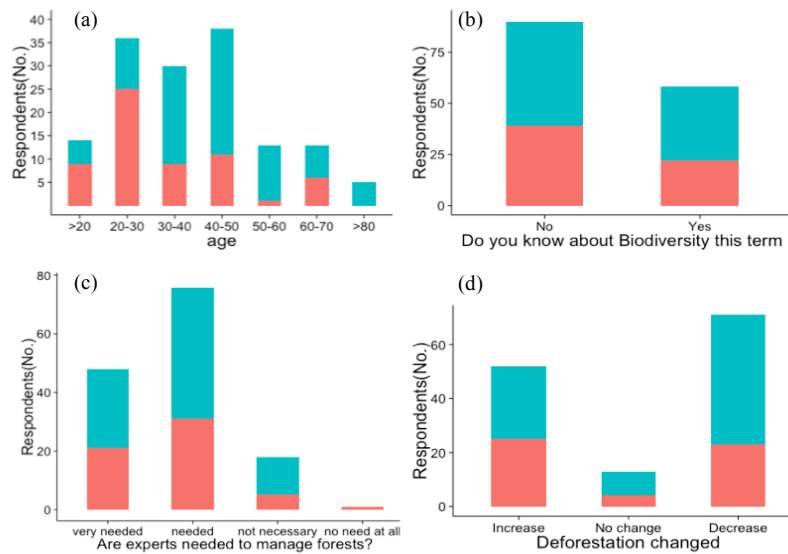 (a)
Respondents(No.)
40
35
30
25
20
15
10
5
>20 20-30 30-40 40-50 50-60 60-70 >80
age
(b)
Respondents(No.)
75
50
25
0
No Yes
Do you know about Biodiversity this term
(c)
Respondents(No.)
80
60
40
20
0
very needed needed not necessary no need at all
Are experts needed to manage forests?
(d)
Respondents(No.)
60
40
20
0
Increase No change Decrease
Deforestation changed